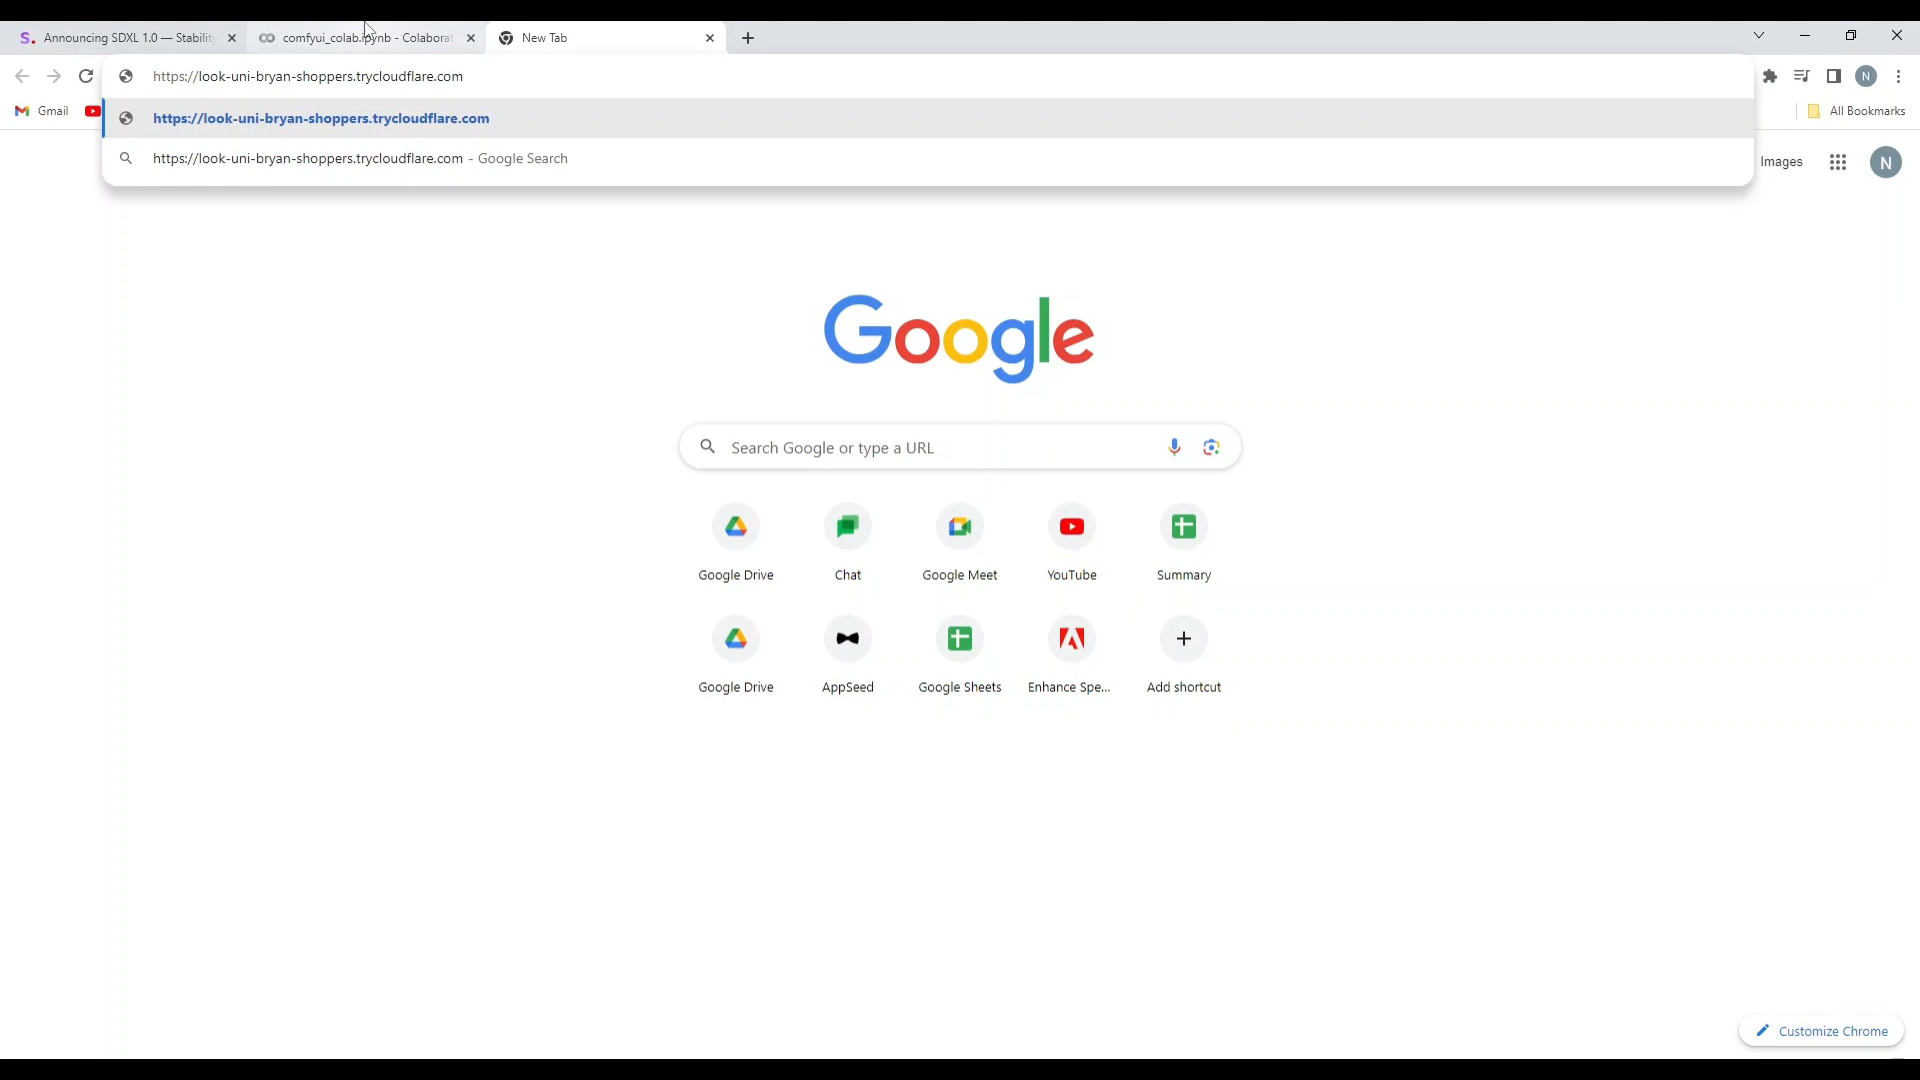 Announcing SDXL 1.0 — Stability
comfyui_colab.ipynb - Colaborat
New Tab
https://look-uni-bryan-shoppers.trycloudflare.com
Gmail
https://look-uni-bryan-shoppers.trycloudflare.com
All Bookmarks
https://look-uni-bryan-shoppers.trycloudflare.com - Google Search
Images
N
N
Google
Search Google or type a URL
Google Drive
Chat
Google Meet
YouTube
Summary
Google Drive
AppSeed
Google Sheets
Enhance Spe...
Add shortcut
Customize Chrome